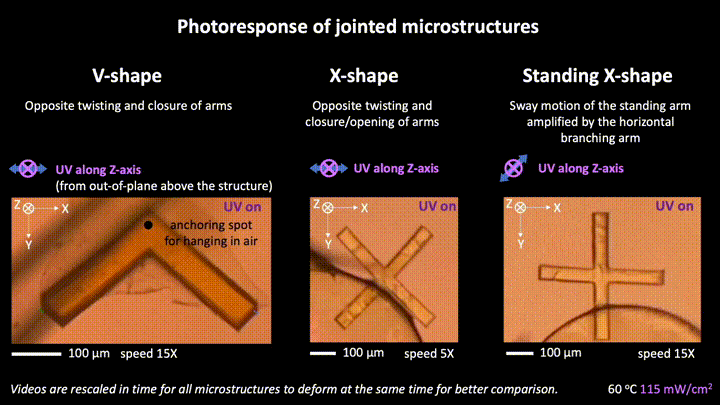 Photoresponse of jointed microstructures
V-shape
Opposite twisting and closure of arms
UV along Z-axis
(from out-of-plane above the structure)
Z X
Y
UV on
anchoring spot
for hanging in air
100 µm speed 15X
X-shape
Opposite twisting and
closure/opening of arms
UV along Z-axis
Z X
Y
UV on
100 µm speed 5X
Standing X-shape
Sway motion of the standing arm
amplified by the horizontal
branching arm
UV along Z-axis
Z X
Y
UV on
100 µm speed 15X
Videos are rescaled in time for all microstructures to deform at the same time for better comparison.
60 ºC 115 mW/cm²